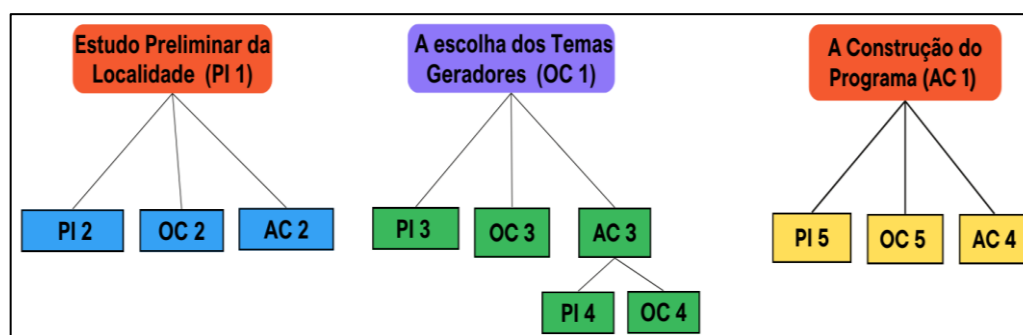 Estudo Preliminar da
Localidade (PI 1)
A escolha dos Temas
Geradores (OC 1)
A Construção do
Programa (AC 1)
PI 2
OC 2
AC 2
PI 3
OC 3
AC 3
PI 5
OC 5
AC 4
PI 4
OC 4